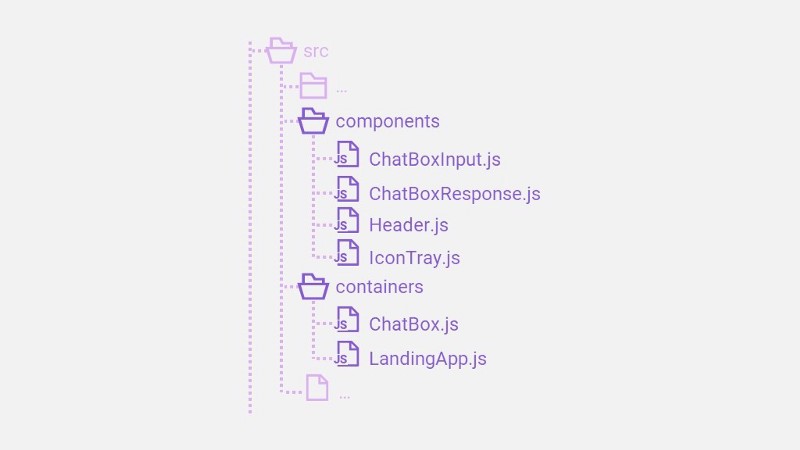 src
...
components
JS ChatBoxInput.js
JS ChatBoxResponse.js
JS Header.js
JS IconTray.js
containers
JS ChatBox.js
JS LandingApp.js
...